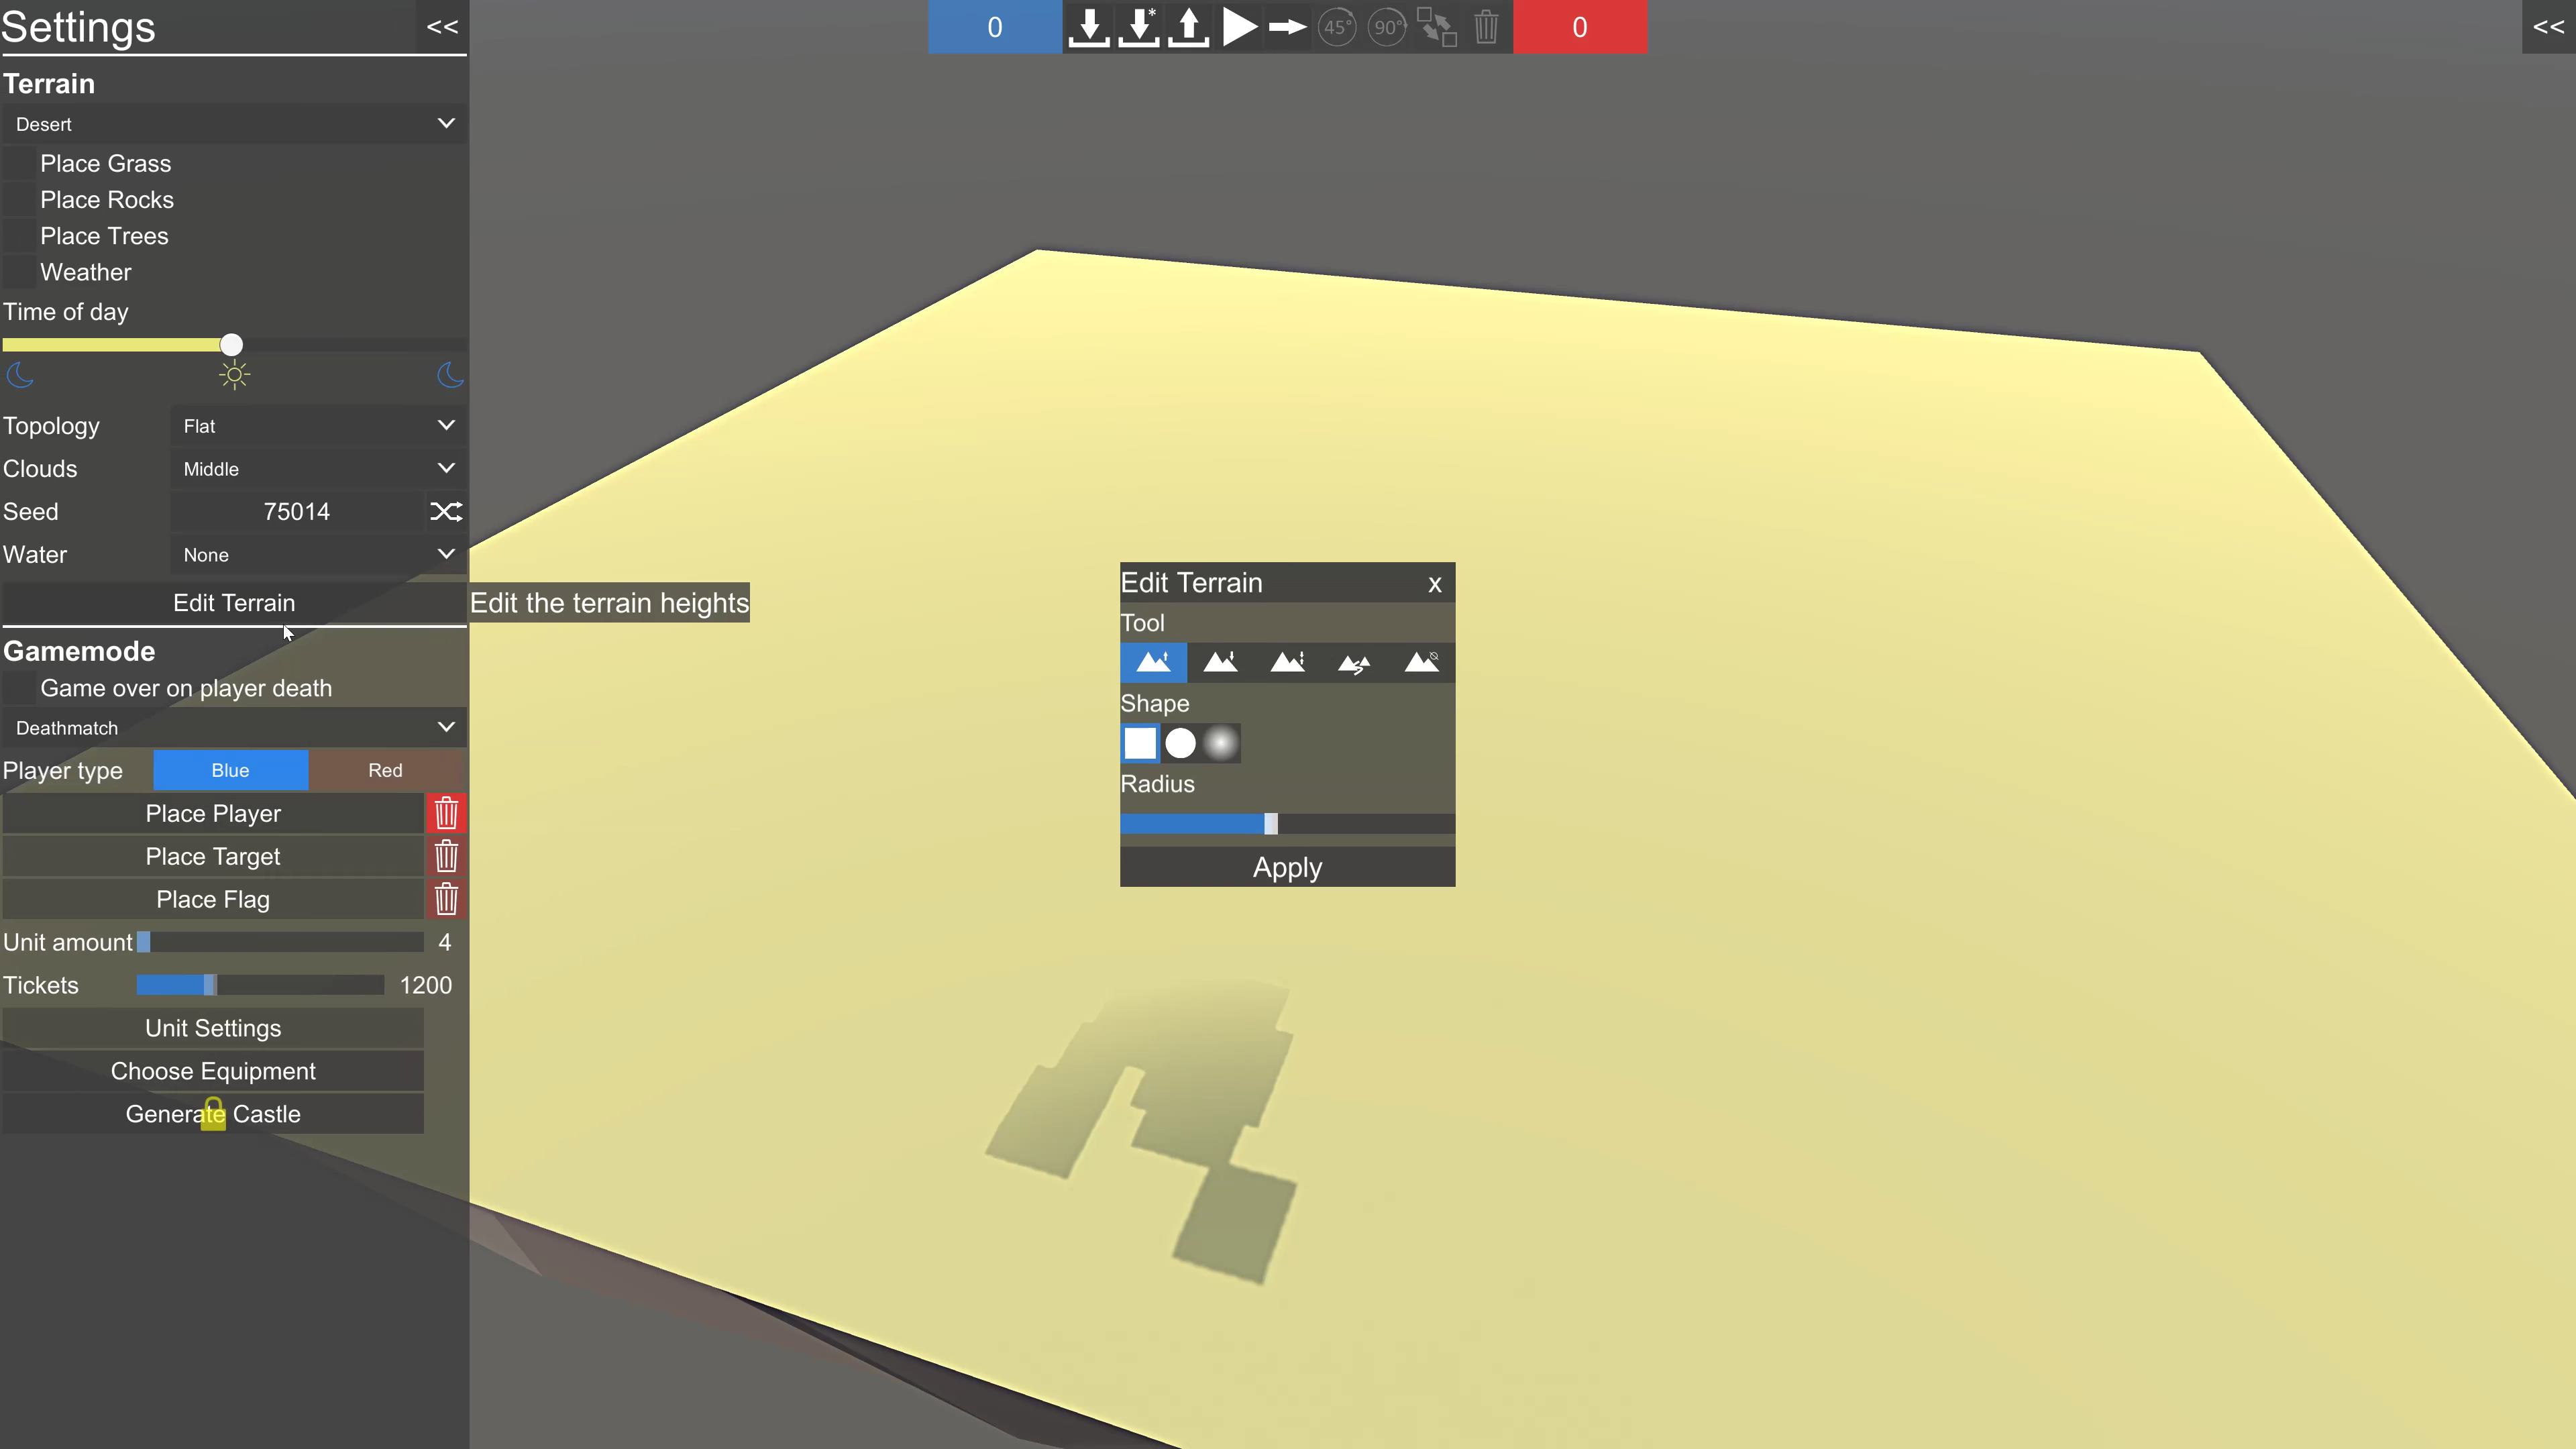 Settings <<
0 * 45° 90° 0 <<
Terrain
Desert
Place Grass
Place Rocks
Place Trees
Weather
Time of day
Topology Flat
Clouds Middle
Seed 75014
Water None
Edit Terrain
Edit the terrain heights
Gamemode
Game over on player death
Deathmatch
Player type Blue Red
Place Player
Place Target
Place Flag
Unit amount 4
Tickets 1200
Unit Settings
Choose Equipment
Generate Castle
Edit Terrain x
Tool
Shape
Radius
Apply